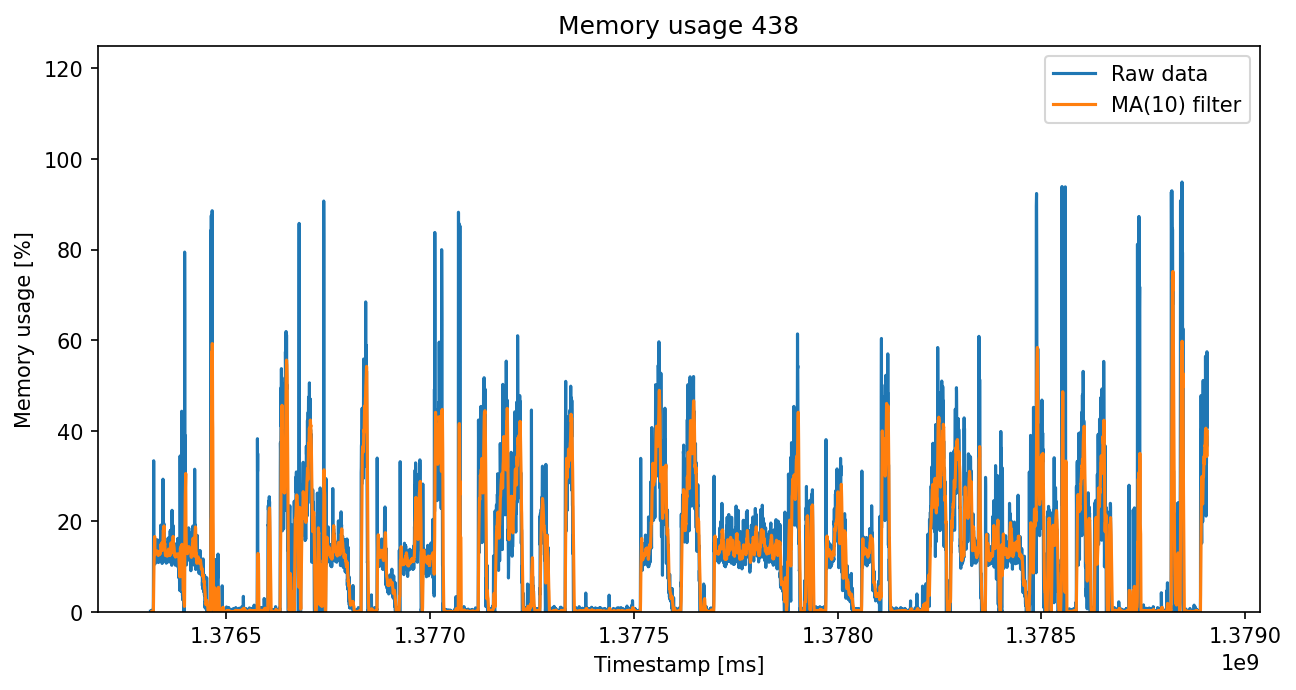 Memory usage 438
Raw data
MA(10) filter
Memory usage [%]
120
100
80
60
40
20
0
1.3765 1.3770 1.3775 1.3780 1.3785 1.3790
1e9
Timestamp [ms]